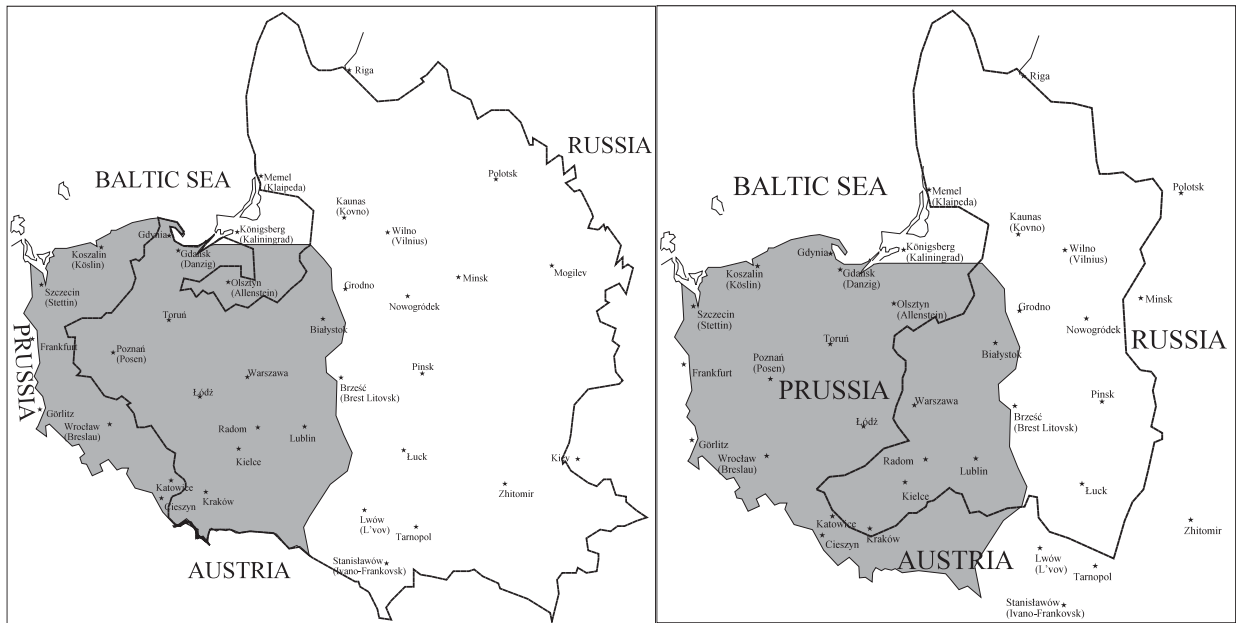 Riga
RUSSIA
BALTIC SEA
Memel
(Klaipeda)
Polotsk
Kaunas
(Kovno)
Wilno
(Vilnius)
Gdynia
Königsberg
(Kaliningrad)
Gdańsk
(Danzig)
Koszalin
(Köslin)
Minsk
Mogilev
Szczecin
(Stettin)
Olsztyn
(Allenstein)
Grodno
Nowogródek
Toruń
Białystok
PRUSSIA
Frankfurt
Poznań
(Posen)
Warszawa
Pinsk
Brześć
(Brest Litovsk)
Łódź
Görlitz
Wrocław
(Breslau)
Radom
Lublin
Kielce
Łuck
Kiev
Katowice
Kraków
Cieszyn
Zhitomir
Lwów
(L'vov)
Tarnopol
AUSTRIA
Stanisławów
(Ivano-Frankovsk)
Riga
BALTIC SEA
Memel
(Klaipeda)
Polotsk
Kaunas
(Kovno)
Wilno
(Vilnius)
Gdynia
Königsberg
(Kaliningrad)
Koszalin
(Köslin)
Gdańsk
(Danzig)
Szczecin
(Stettin)
Olsztyn
(Allenstein)
Grodno
Minsk
Nowogródek
RUSSIA
Toruń
Białystok
Frankfurt
Poznań
(Posen)
PRUSSIA
Warszawa
Pinsk
Brześć
(Brest Litovsk)
Łódź
Görlitz
Wrocław
(Breslau)
Radom
Lublin
Kielce
Łuck
Katowice
Kraków
Cieszyn
Zhitomir
AUSTRIA
Lwów
(L'vov)
Tarnopol
Stanisławów
(Ivano-Frankovsk)